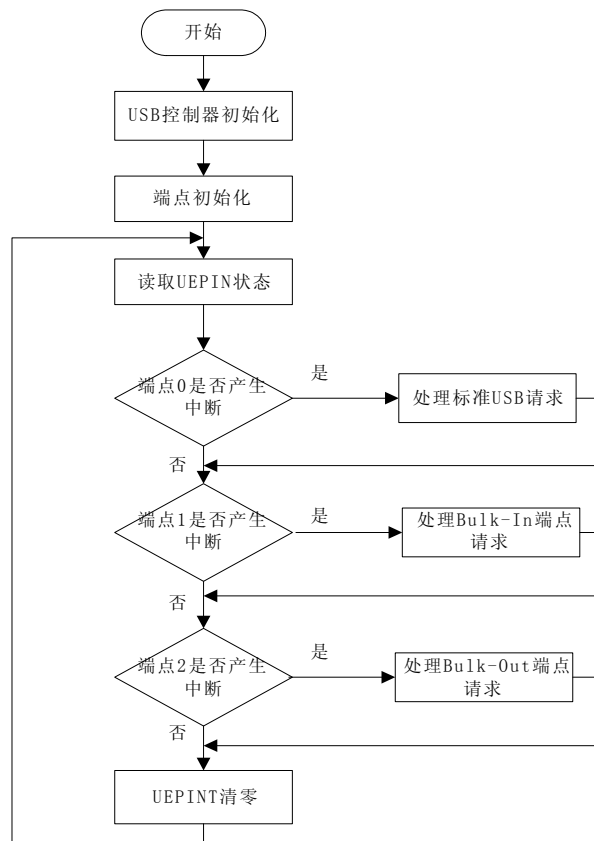 开始
USB控制器初始化
端点初始化
读取UEPIN状态
端点0是否产生
中断
是
处理标准USB请求
否
端点1是否产生
中断
是
处理Bulk-In端点
请求
否
端点2是否产生
中断
是
处理Bulk-Out端点
请求
否
UEPINT清零